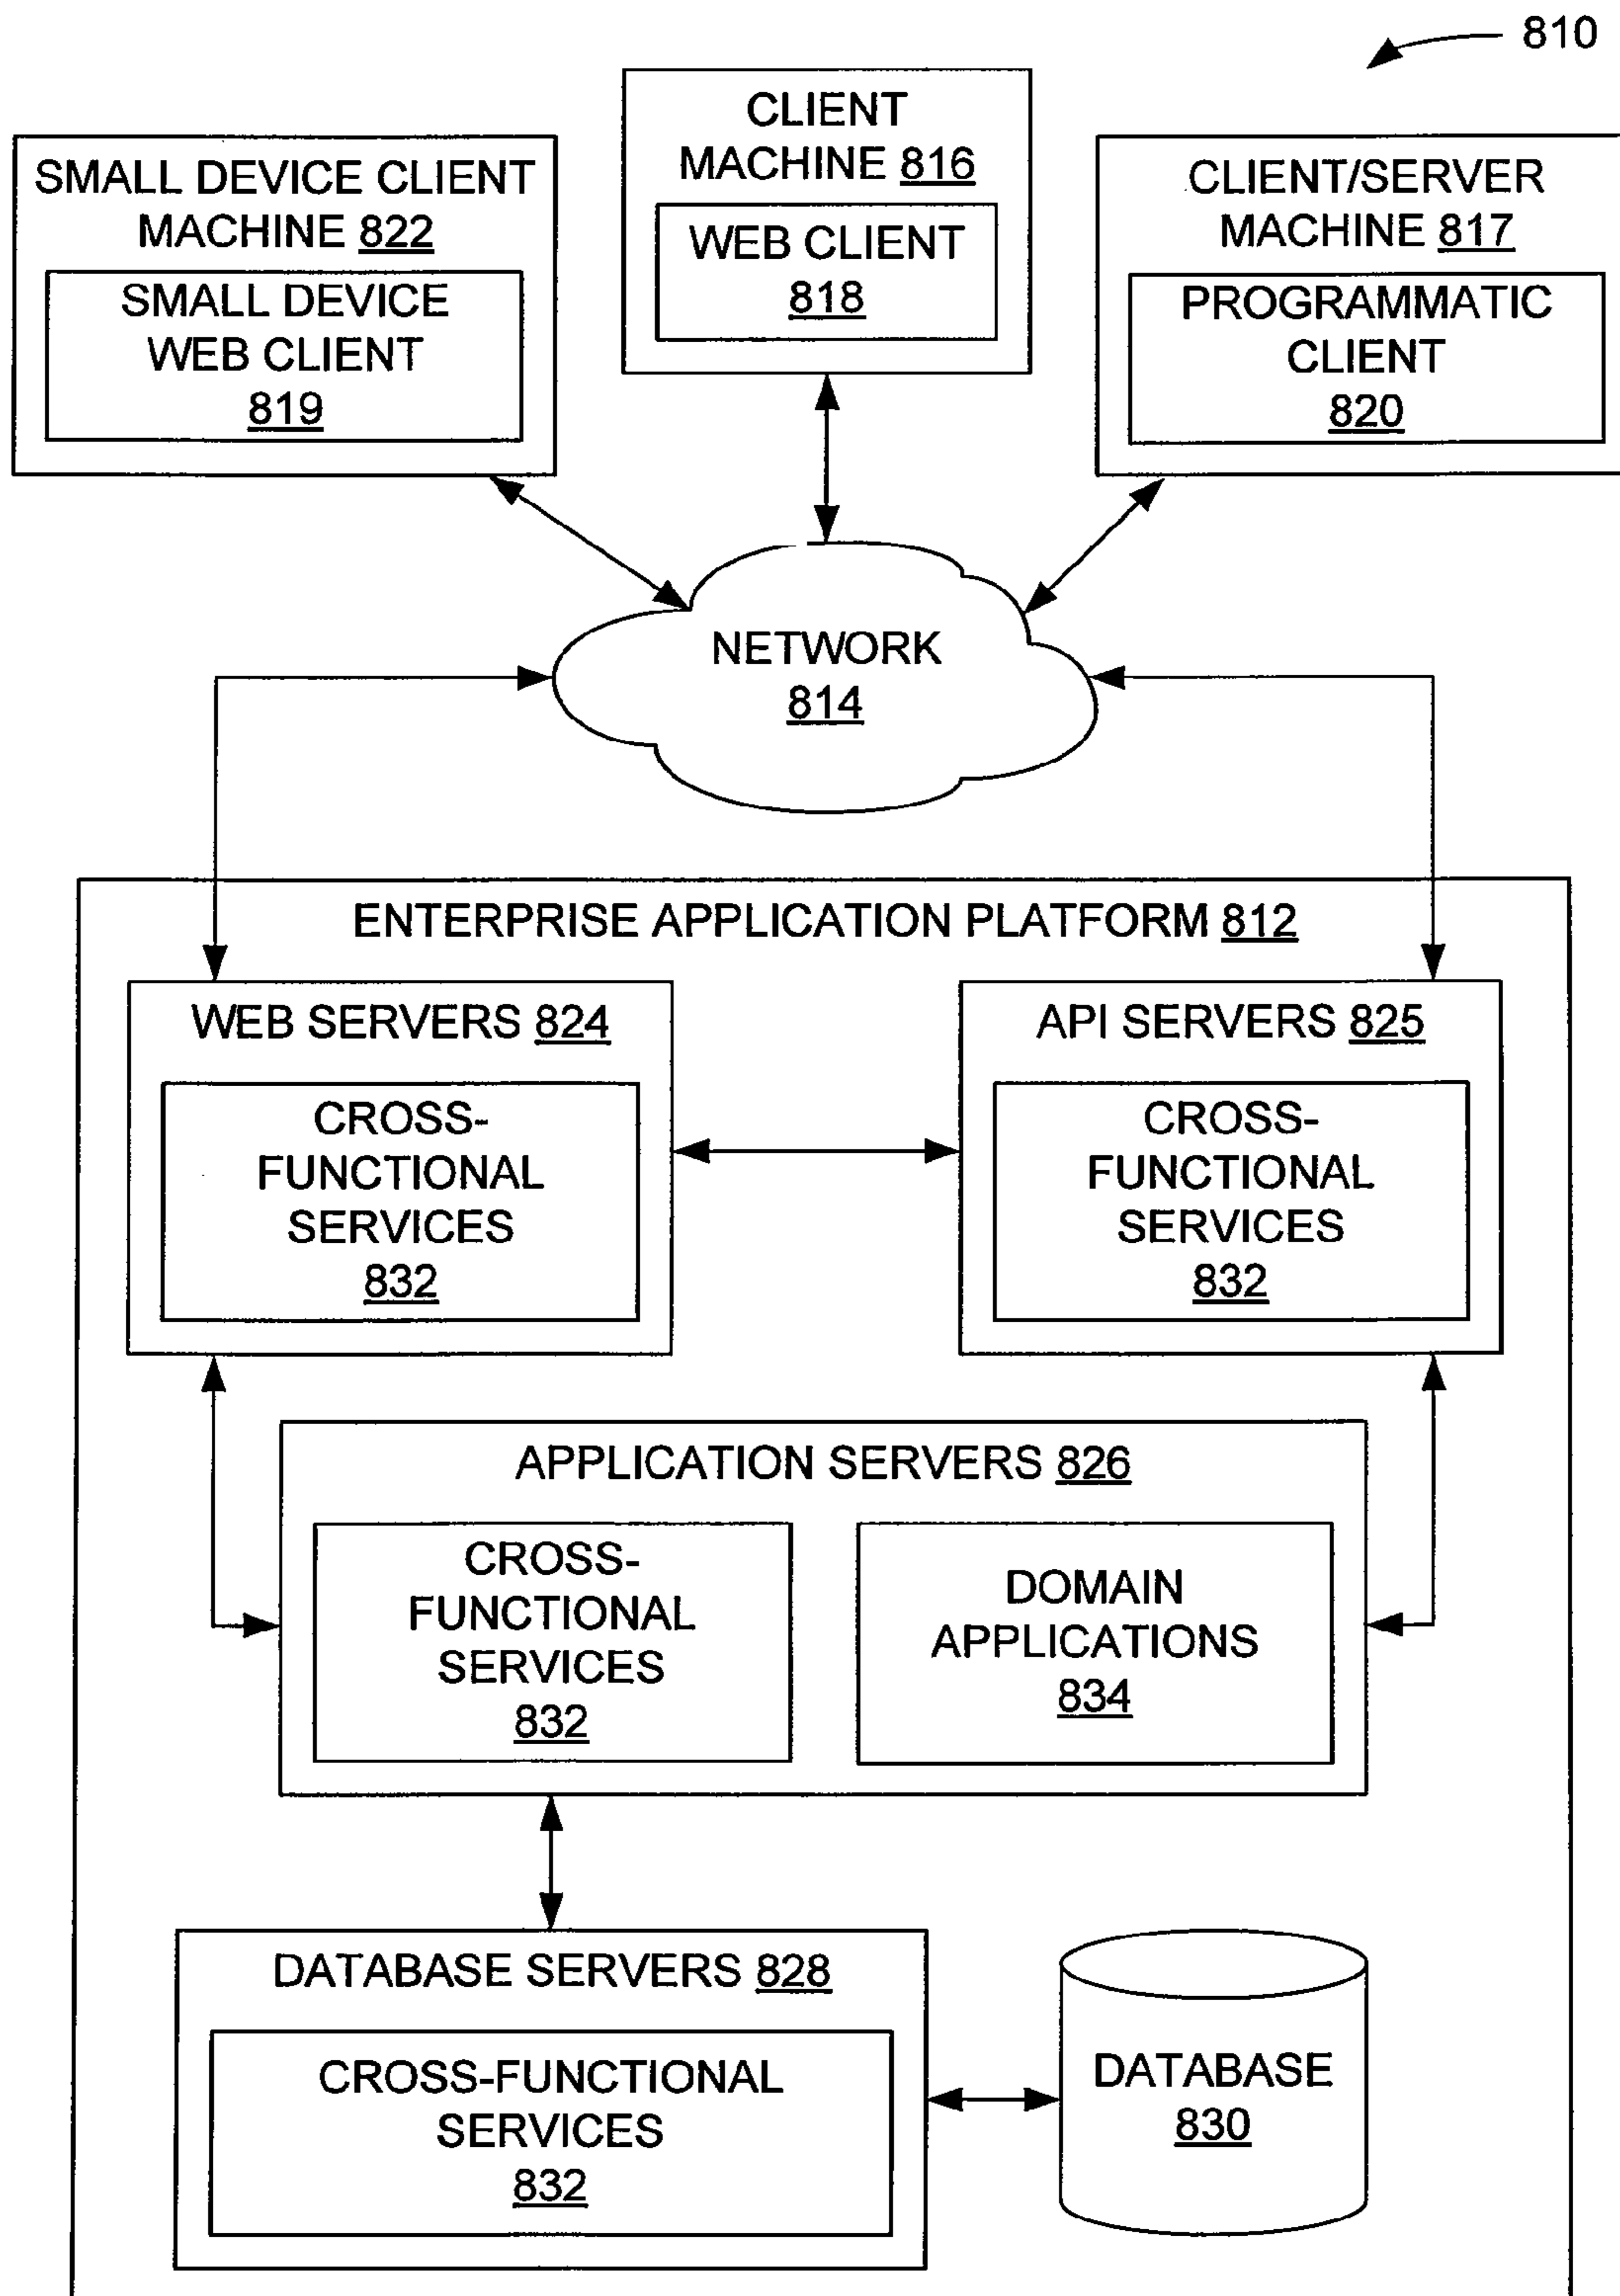 810
CLIENT
MACHINE 816
WEB CLIENT
818
SMALL DEVICE CLIENT
MACHINE 822
SMALL DEVICE
WEB CLIENT
819
CLIENT/SERVER
MACHINE 817
PROGRAMMATIC
CLIENT
820
NETWORK
814
ENTERPRISE APPLICATION PLATFORM 812
WEB SERVERS 824
CROSS-
FUNCTIONAL
SERVICES
832
API SERVERS 825
CROSS-
FUNCTIONAL
SERVICES
832
APPLICATION SERVERS 826
CROSS-
FUNCTIONAL
SERVICES
832
DOMAIN
APPLICATIONS
834
DATABASE SERVERS 828
CROSS-FUNCTIONAL
SERVICES
832
DATABASE
830